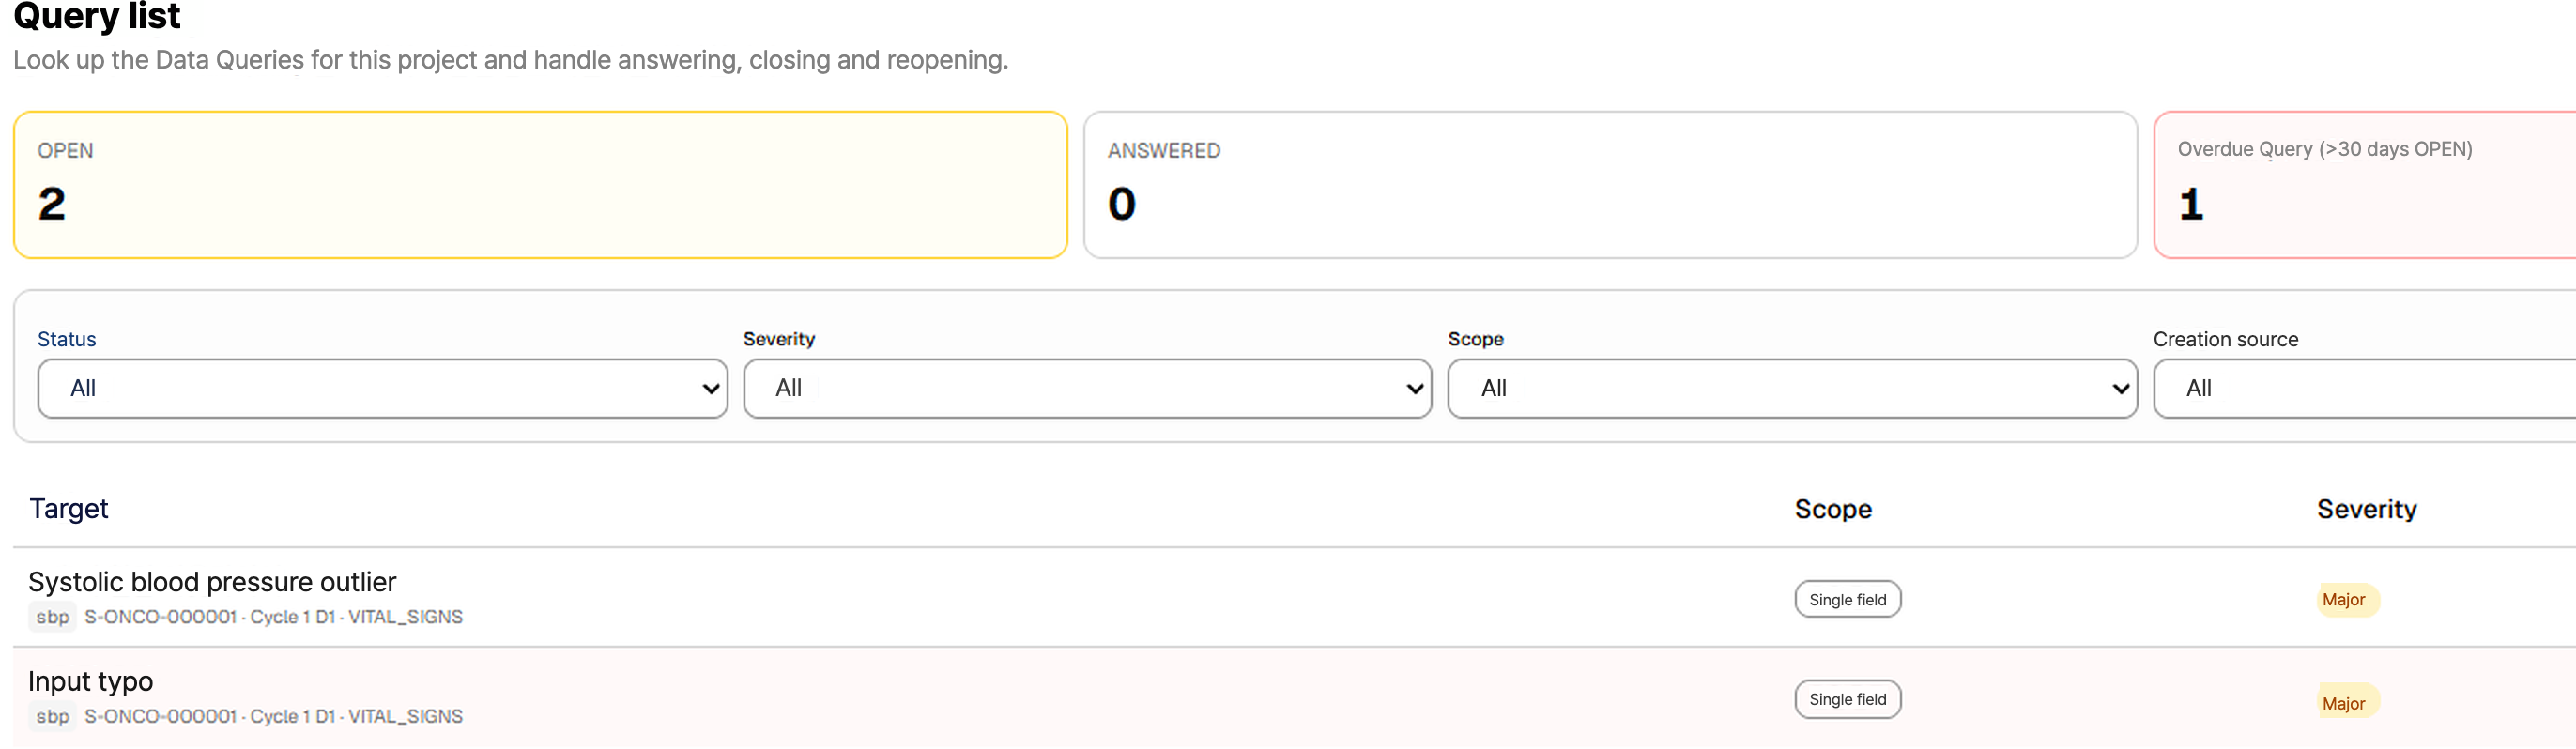 Query list
Look up the Data Queries for this project and handle answering, closing and reopening.
OPEN
2
ANSWERED
0
Overdue Query (>30 days OPEN)
1
Status
All
Severity
All
Scope
All
Creation source
All
Target
Scope
Severity
Systolic blood pressure outlier
sbp S-ONCO-000001 · Cycle 1 D1 · VITAL_SIGNS
Single field
Major
Input typo
sbp S-ONCO-000001 · Cycle 1 D1 · VITAL_SIGNS
Single field
Major